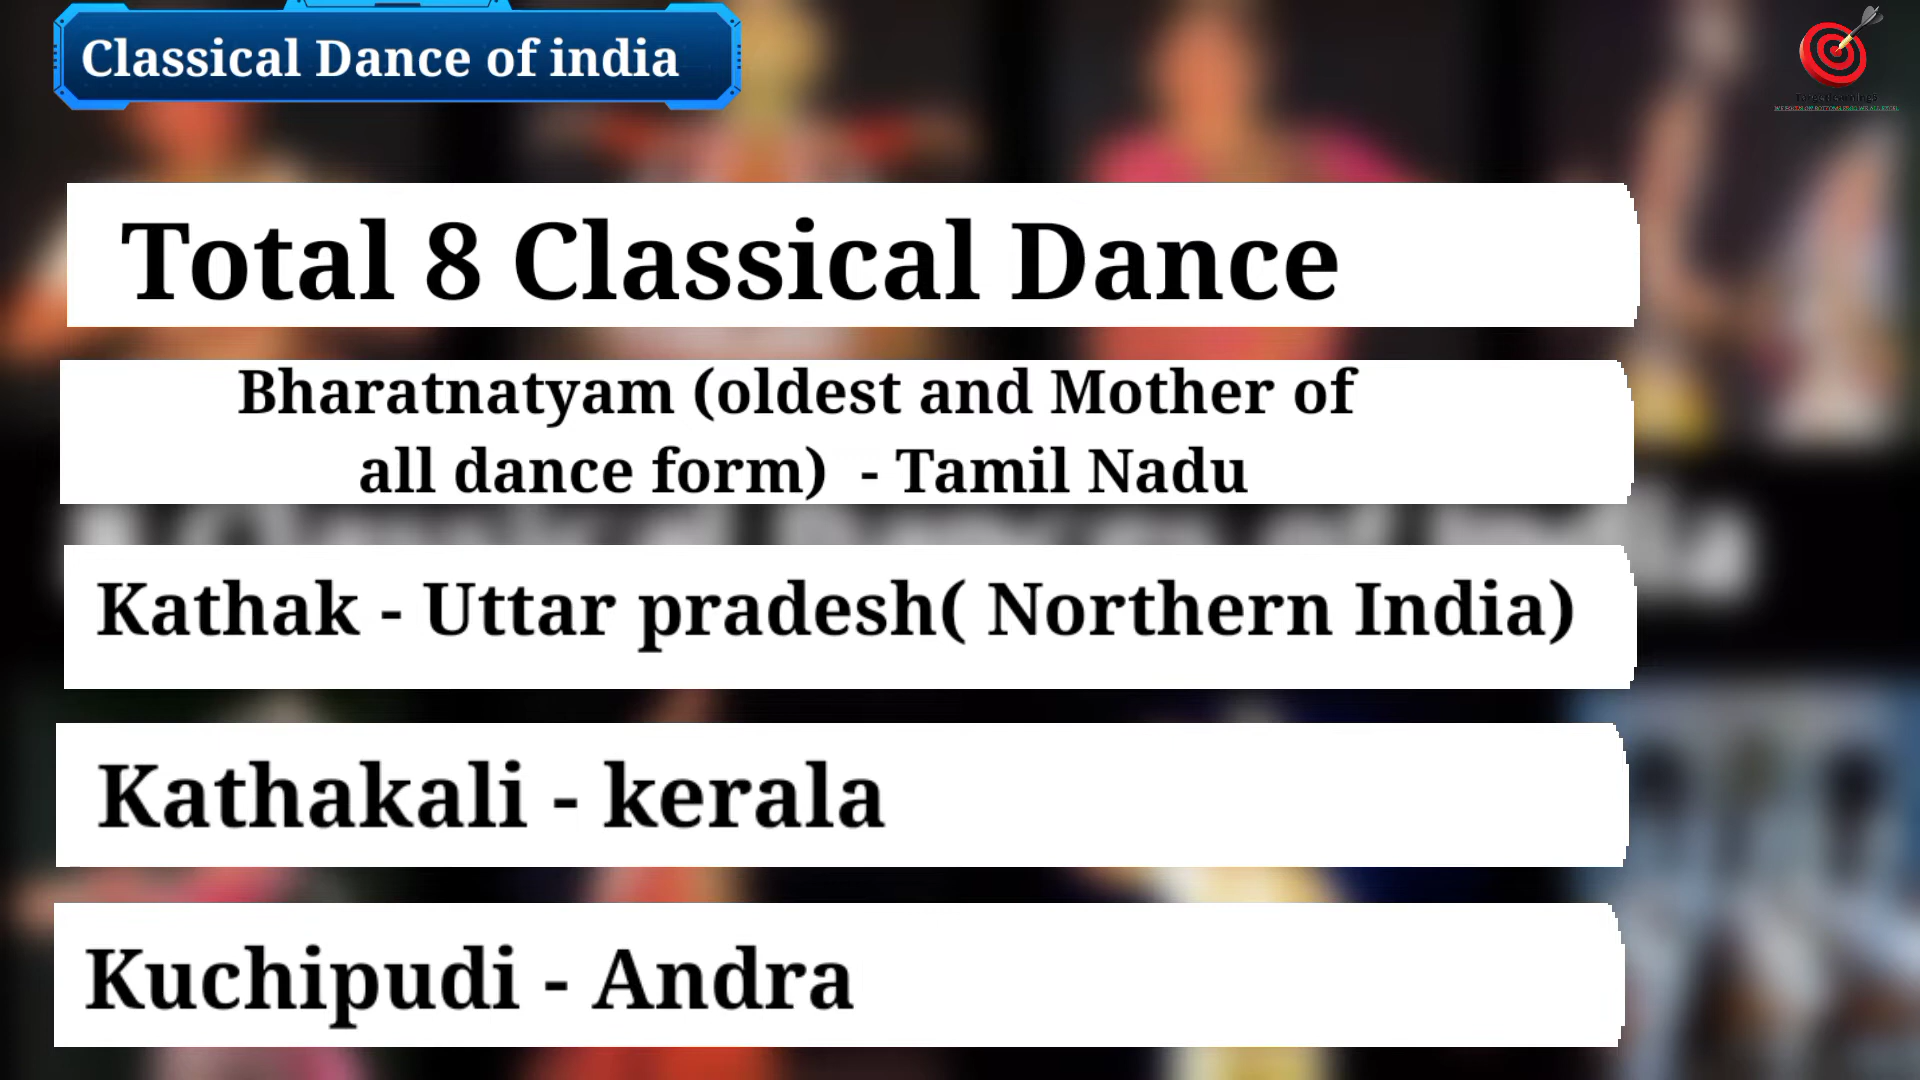 Classical Dance of india
Total 8 Classical Dance
Bharatnatyam (oldest and Mother of
all dance form) - Tamil Nadu
Kathak - Uttar pradesh( Northern India)
Kathakali - kerala
Kuchipudi - Andra